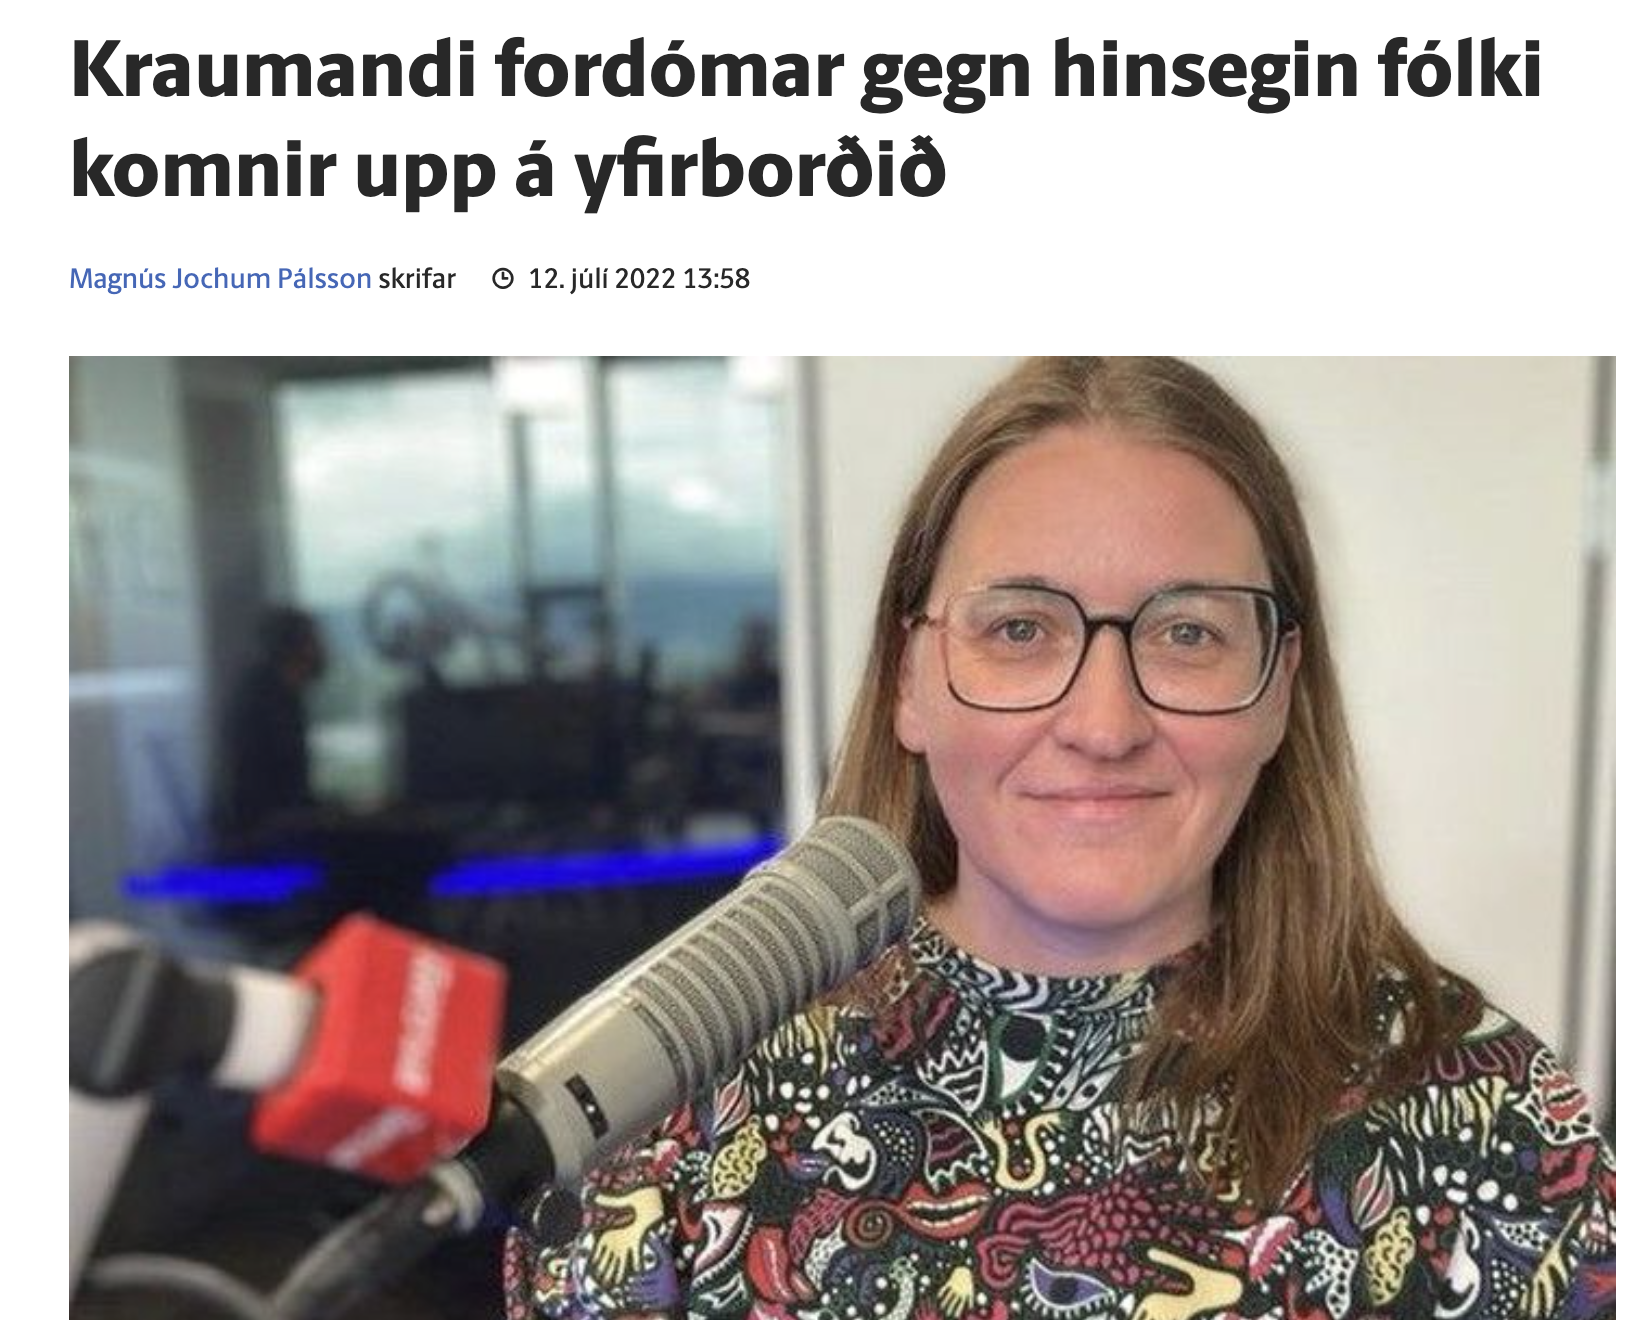 Kraumandi fordómar gegn hinsegin fólki
komnir upp á yfirborðið
Magnús Jochum Pálsson skrifar 12. júlí 2022 13:58